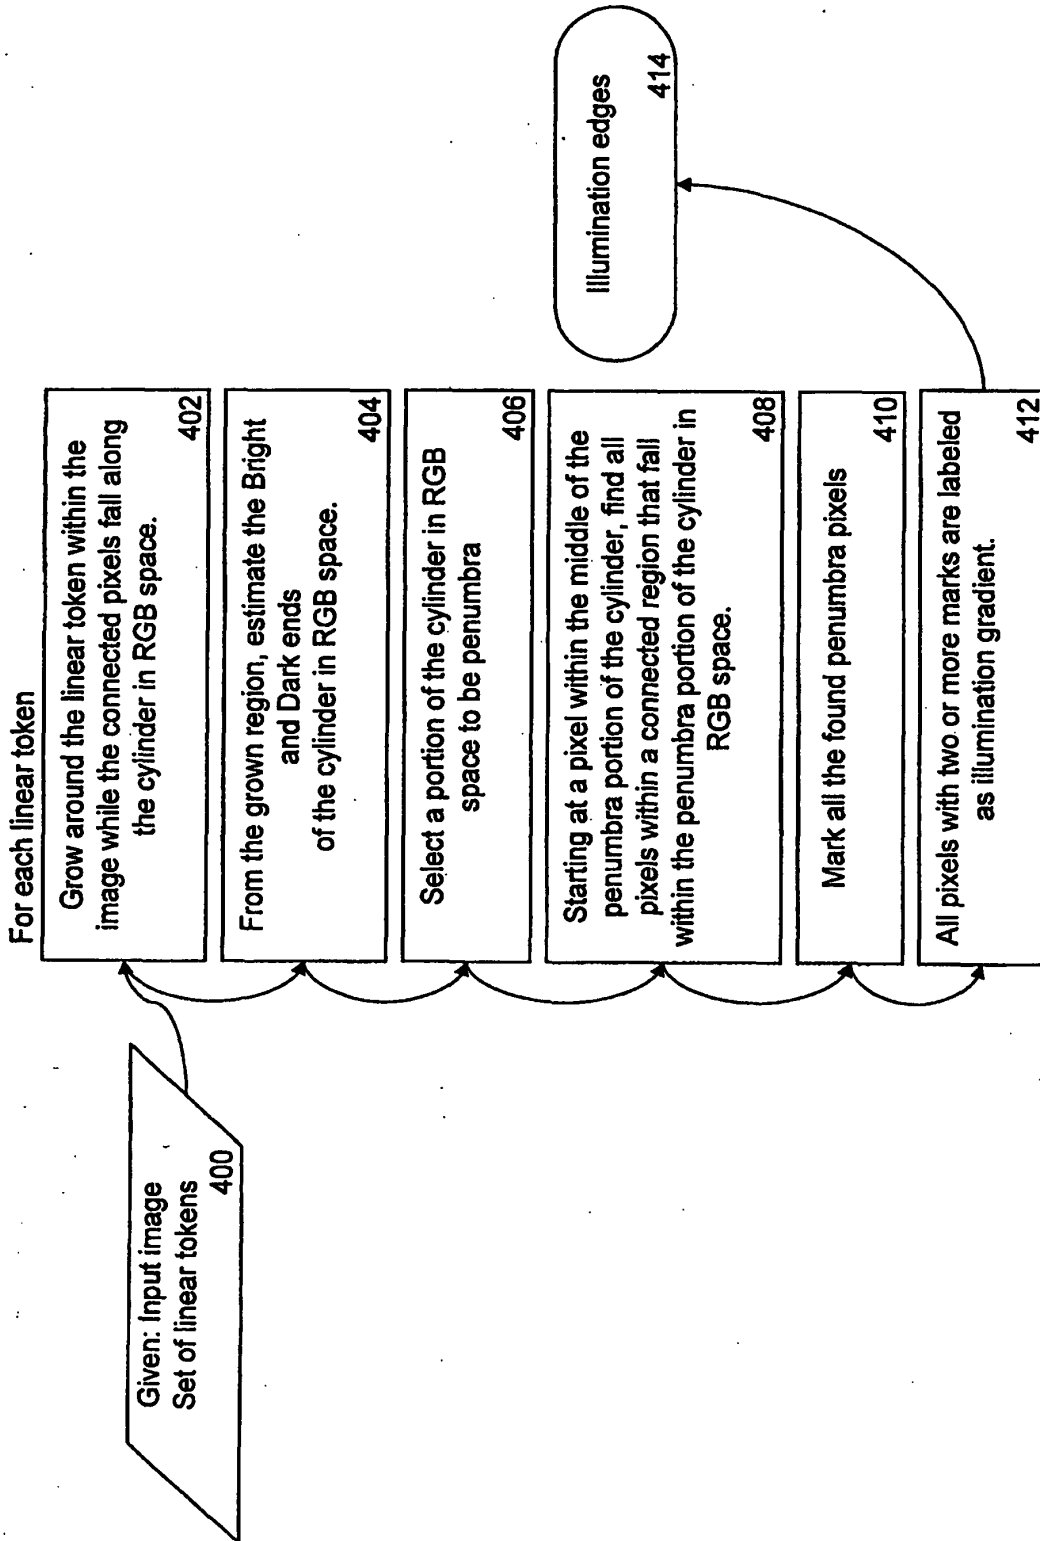 Given: Input image
Set of linear tokens
400
For each linear token
Grow around the linear token within the
image while the connected pixels fall along
the cylinder in RGB space.
402
From the grown region, estimate the Bright
and Dark ends
of the cylinder in RGB space.
404
Select a portion of the cylinder in RGB
space to be penumbra
406
Starting at a pixel within the middle of the
penumbra portion of the cylinder, find all
pixels within a connected region that fall
within the penumbra portion of the cylinder in
RGB space.
408
Mark all the found penumbra pixels
410
All pixels with two or more marks are labeled
as illumination gradient.
412
Illumination edges
414